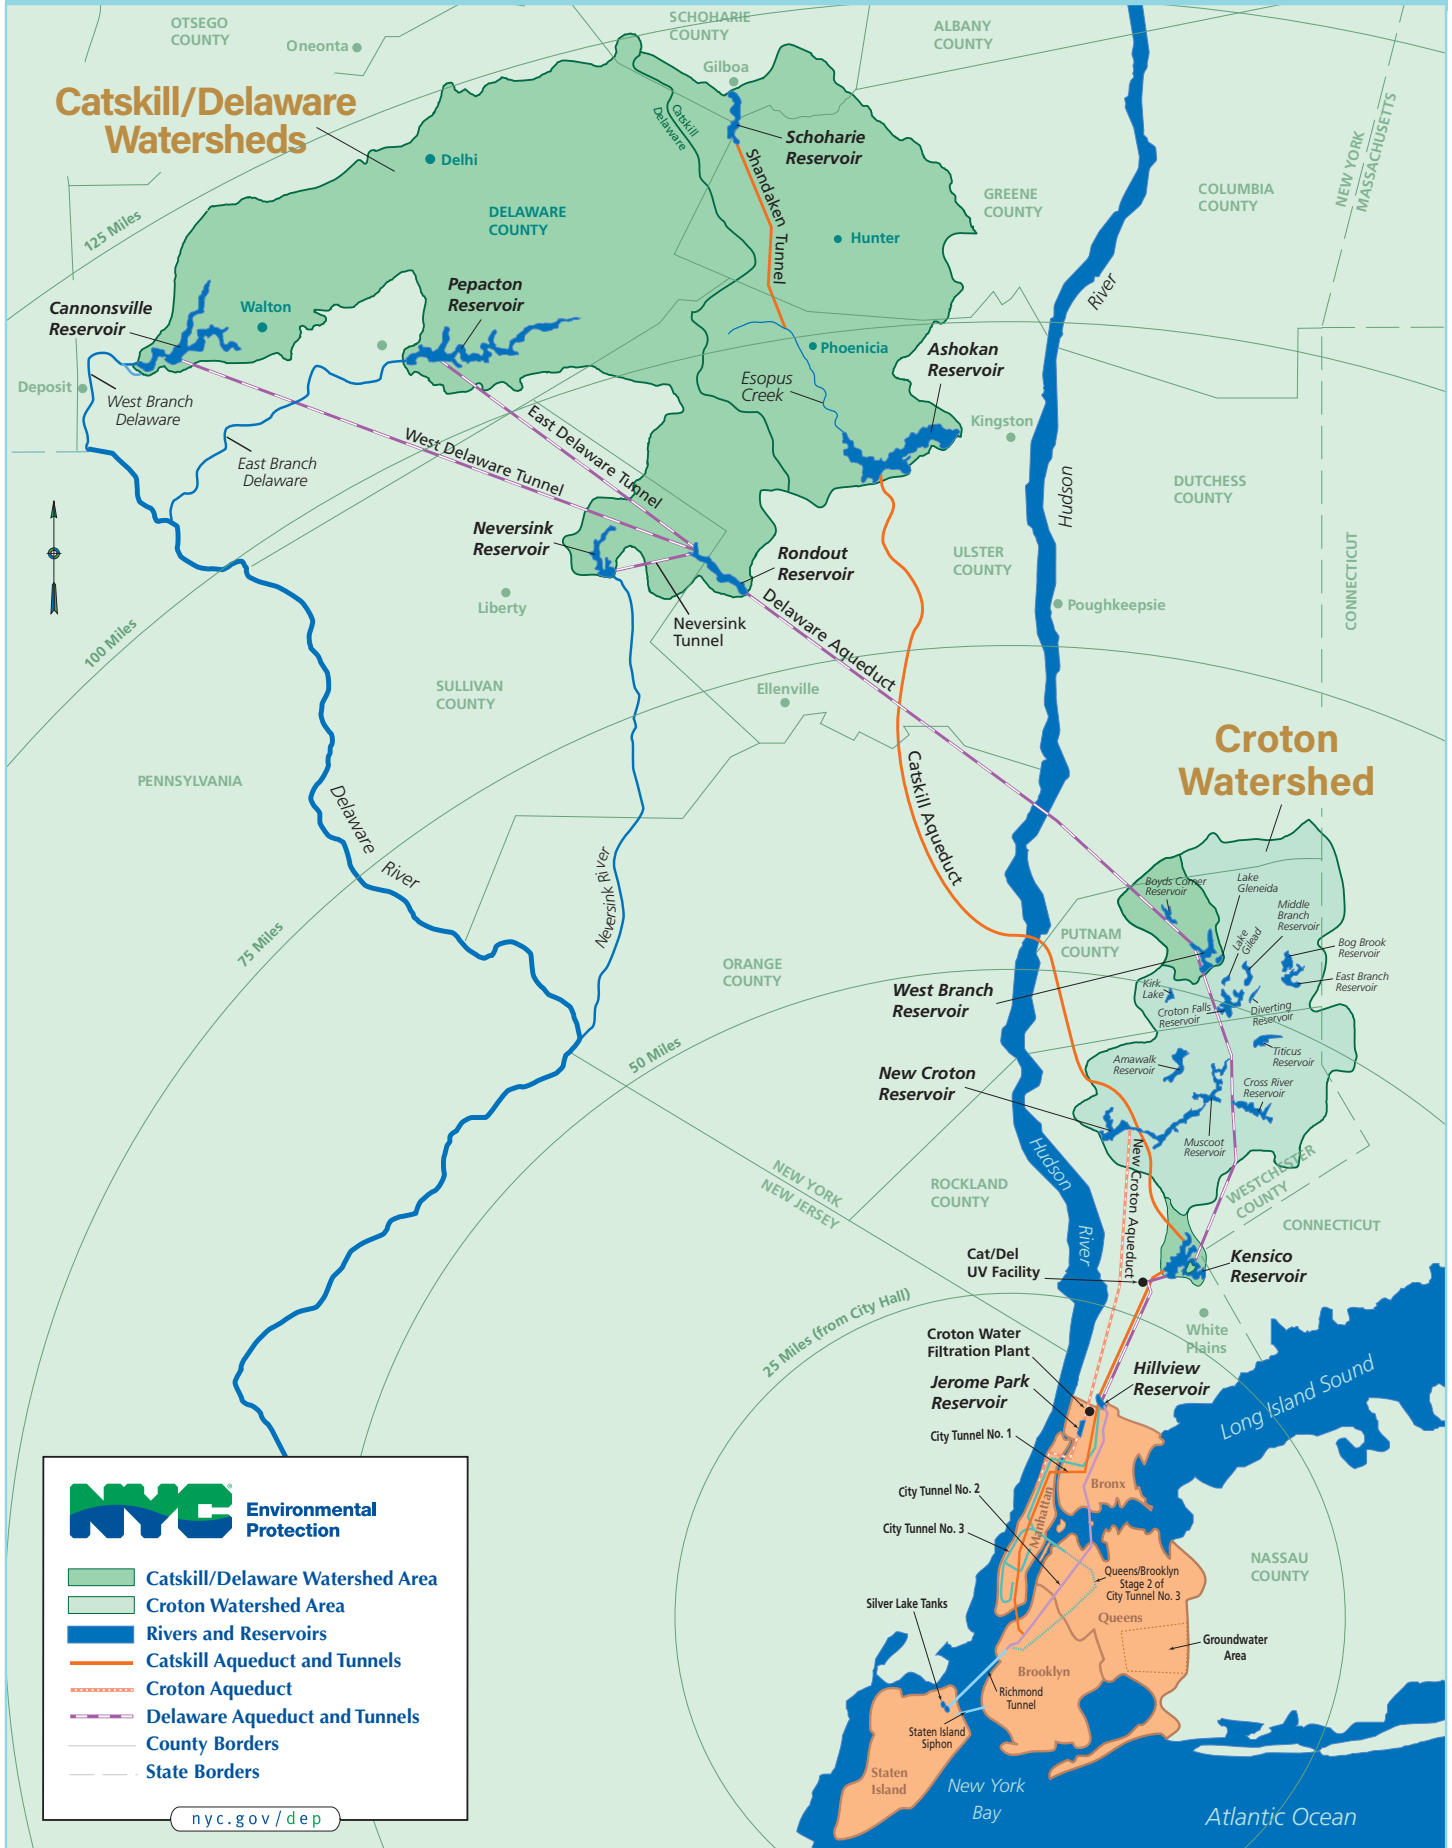 OTSEGO
COUNTY
Oneonta
SCHOHARIE
COUNTY
ALBANY
COUNTY
Gilboa
Catskill/Delaware
Watersheds
Catskill
Delaware
Schoharie
Reservoir
NEW YORK
MASSACHUSETTS
Delhi
Shandaken Tunnel
GREENE
COUNTY
COLUMBIA
COUNTY
DELAWARE
COUNTY
125 Miles
Hunter
Pepacton
Reservoir
River
Cannonsville
Reservoir
Walton
Phoenicia
Ashokan
Reservoir
Deposit
West Branch
Delaware
Esopus
Creek
Kingston
East Delaware Tunnel
West Delaware Tunnel
East Branch
Delaware
Hudson
DUTCHESS
COUNTY
Neversink
Reservoir
Rondout
Reservoir
ULSTER
COUNTY
CONNECTICUT
Liberty
Neversink
Tunnel
Delaware Aqueduct
Poughkeepsie
100 Miles
SULLIVAN
COUNTY
Ellenville
Croton
Watershed
PENNSYLVANIA
Delaware
River
Catskill Aqueduct
Neversink River
Boyds Corner
Reservoir
Lake
Gleneida
Middle
Branch
Reservoir
Lake
Gilead
Bog Brook
Reservoir
East Branch
Reservoir
75 Miles
PUTNAM
COUNTY
ORANGE
COUNTY
West Branch
Reservoir
Kirk
Lake
Croton Falls
Reservoir
Diverting
Reservoir
50 Miles
Titicus
Reservoir
Amawalk
Reservoir
New Croton
Reservoir
Cross River
Reservoir
Muscoot
Reservoir
Hudson
River
New Croton Aqueduct
NEW YORK
NEW JERSEY
ROCKLAND
COUNTY
WESTCHESTER
COUNTY
CONNECTICUT
Cat/Del
UV Facility
Kensico
Reservoir
25 Miles (from City Hall)
White
Plains
Croton Water
Filtration Plant
Hillview
Reservoir
Jerome Park
Reservoir
Long Island Sound
City Tunnel No. 1
Bronx
City Tunnel No. 2
Manhattan
City Tunnel No. 3
NASSAU
COUNTY
Queens/Brooklyn
Stage 2 of
City Tunnel No. 3
Silver Lake Tanks
Queens
Groundwater
Area
Brooklyn
Richmond
Tunnel
Staten Island
Siphon
Staten
Island
New York
Bay
Atlantic Ocean
NYC
Environmental
Protection
Catskill/Delaware Watershed Area
Croton Watershed Area
Rivers and Reservoirs
Catskill Aqueduct and Tunnels
Croton Aqueduct
Delaware Aqueduct and Tunnels
County Borders
State Borders
nyc.gov/dep